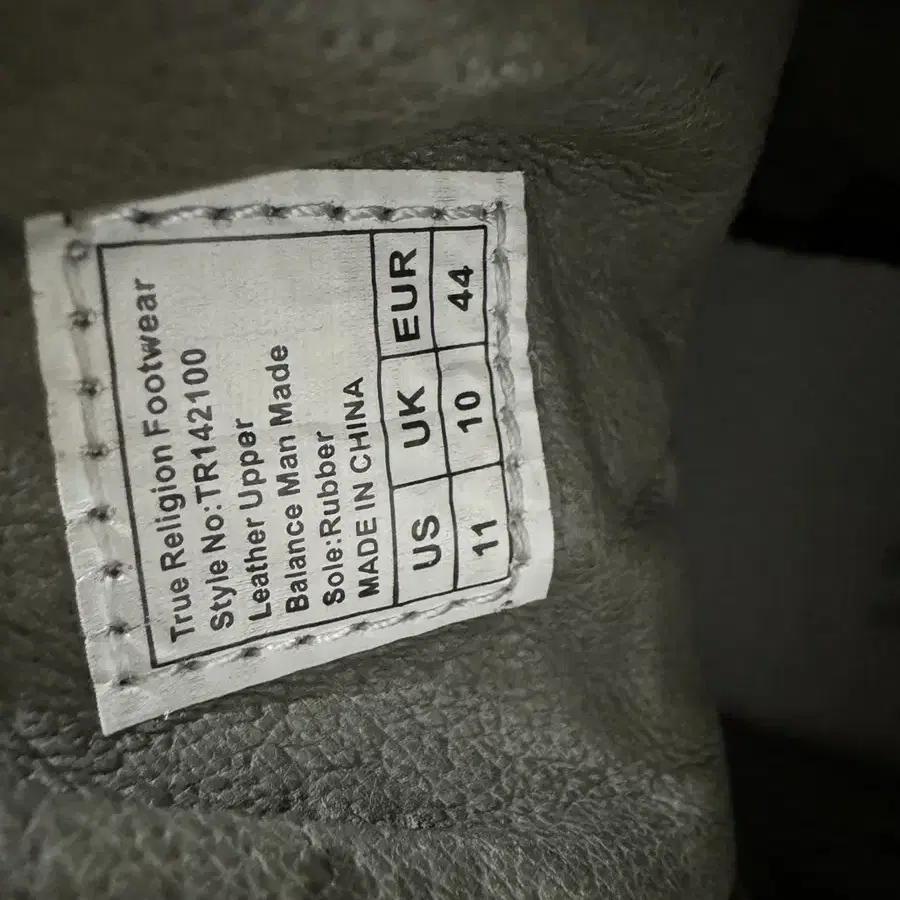 True Religion Footwear
Style No:TR142100
Leather Upper
Balance Man Made
Sole:Rubber
MADE IN CHINA
US UK EUR
11 10 44